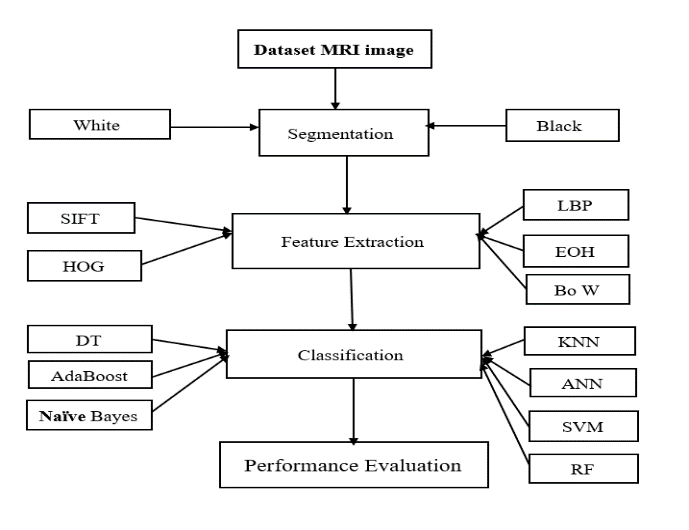 Dataset MRI image
White
Segmentation
Black
SIFT
HOG
Feature Extraction
LBP
EOH
Bo W
DT
AdaBoost
Naïve Bayes
Classification
KNN
ANN
SVM
RF
Performance Evaluation